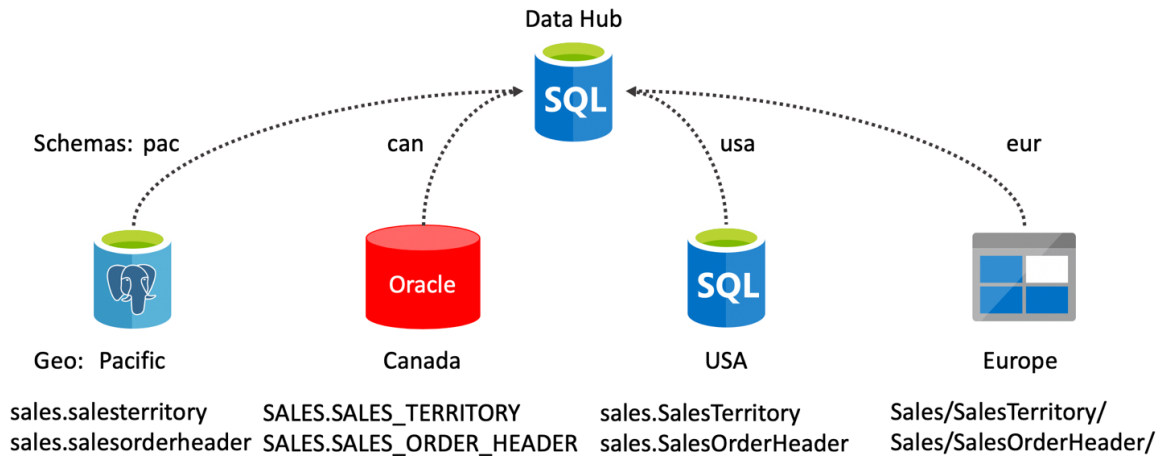 Data Hub
SQL
Schemas: pac can usa eur
Oracle SQL
Geo: Pacific Canada USA Europe
sales.salesterritory SALES.SALES_TERRITORY sales.SalesTerritory Sales/SalesTerritory/
sales.salesorderheader SALES.SALES_ORDER_HEADER sales.SalesOrderHeader Sales/SalesOrderHeader/